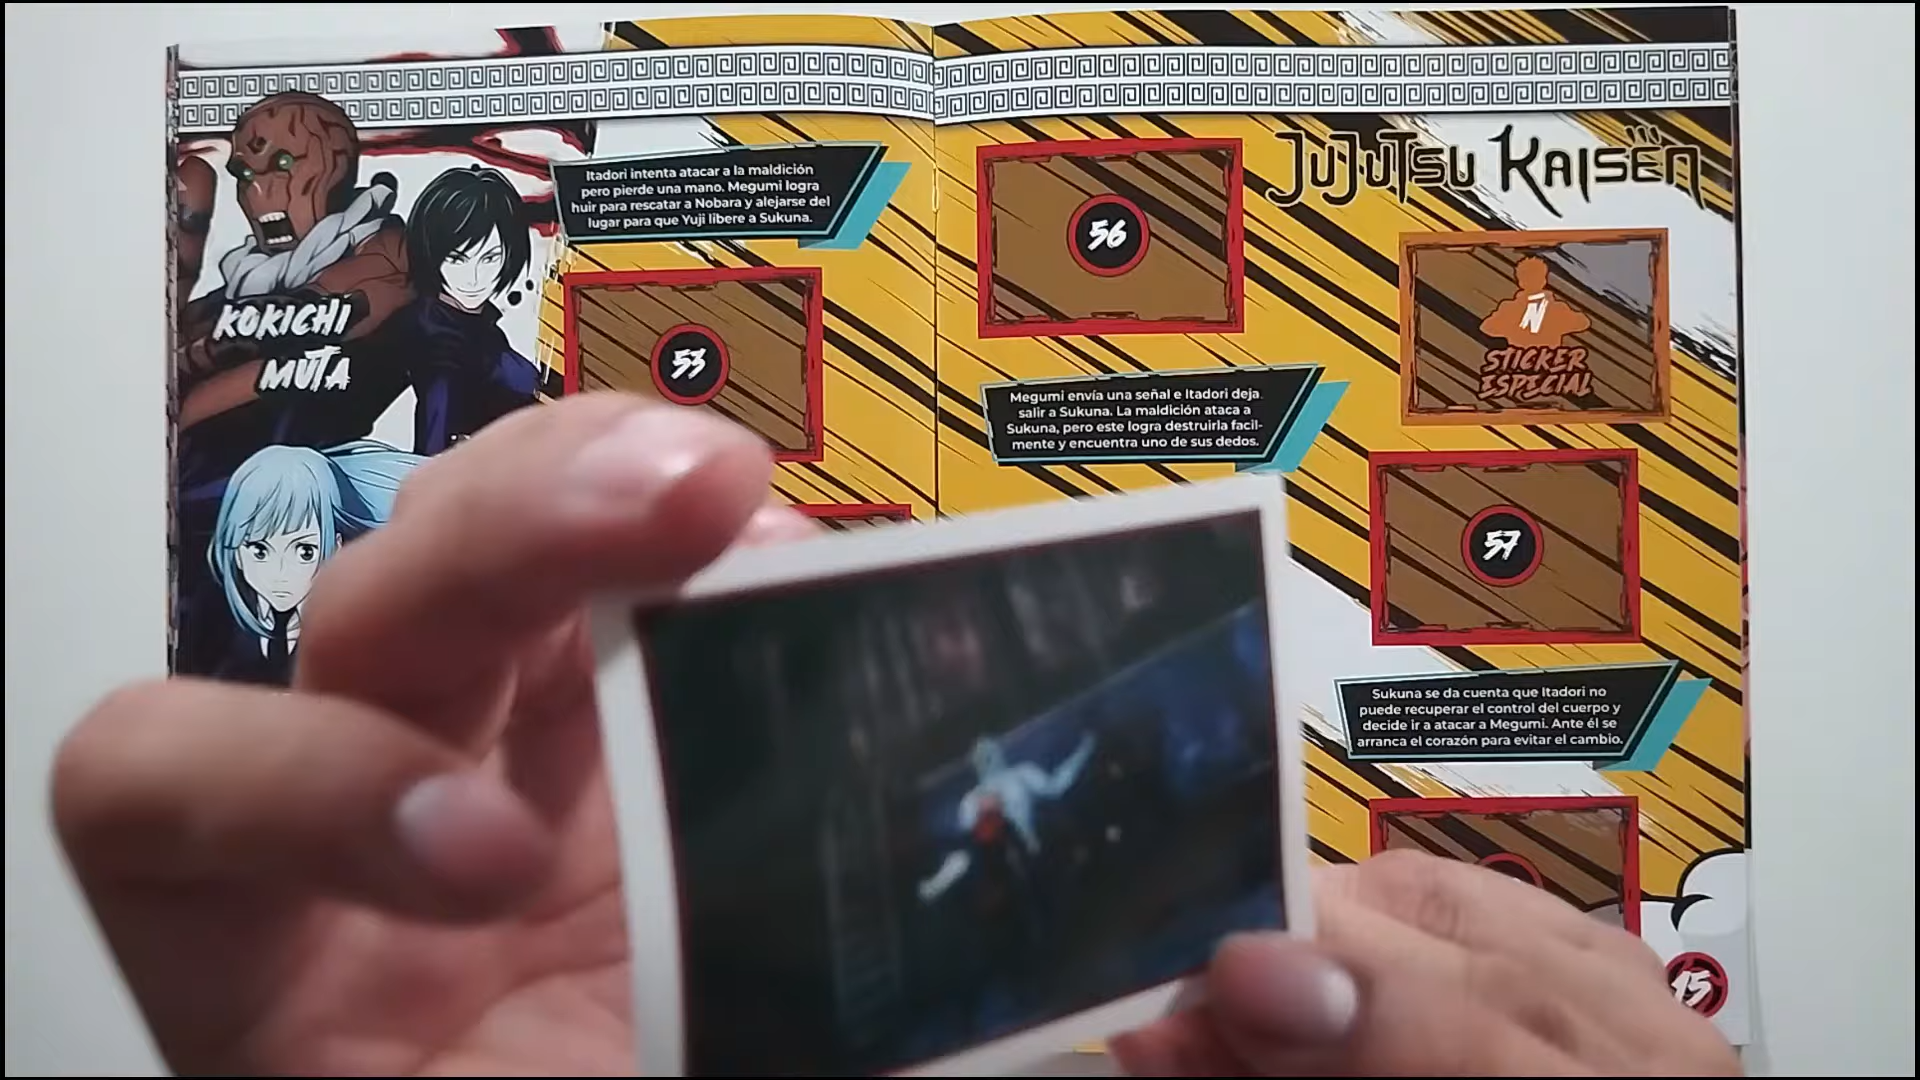 KOKICHI
MUTA
Itadori intenta atacar a la maldición
pero pierde una mano. Megumi logra
huir para rescatar a Nobara y alejarse del
lugar para que Yuji libere a Sukuna.
53
56
JUJUTSU KAISEN
N
STICKER
ESPECIAL
Megumi envía una señal e Itadori deja
salir a Sukuna. La maldición ataca a
Sukuna, pero este logra destruirla facil-
mente y encuentra uno de sus dedos.
57
Sukuna se da cuenta que Itadori no
puede recuperar el control del cuerpo y
decide ir a atacar a Megumi. Ante él se
arranca el corazón para evitar el cambio.
15